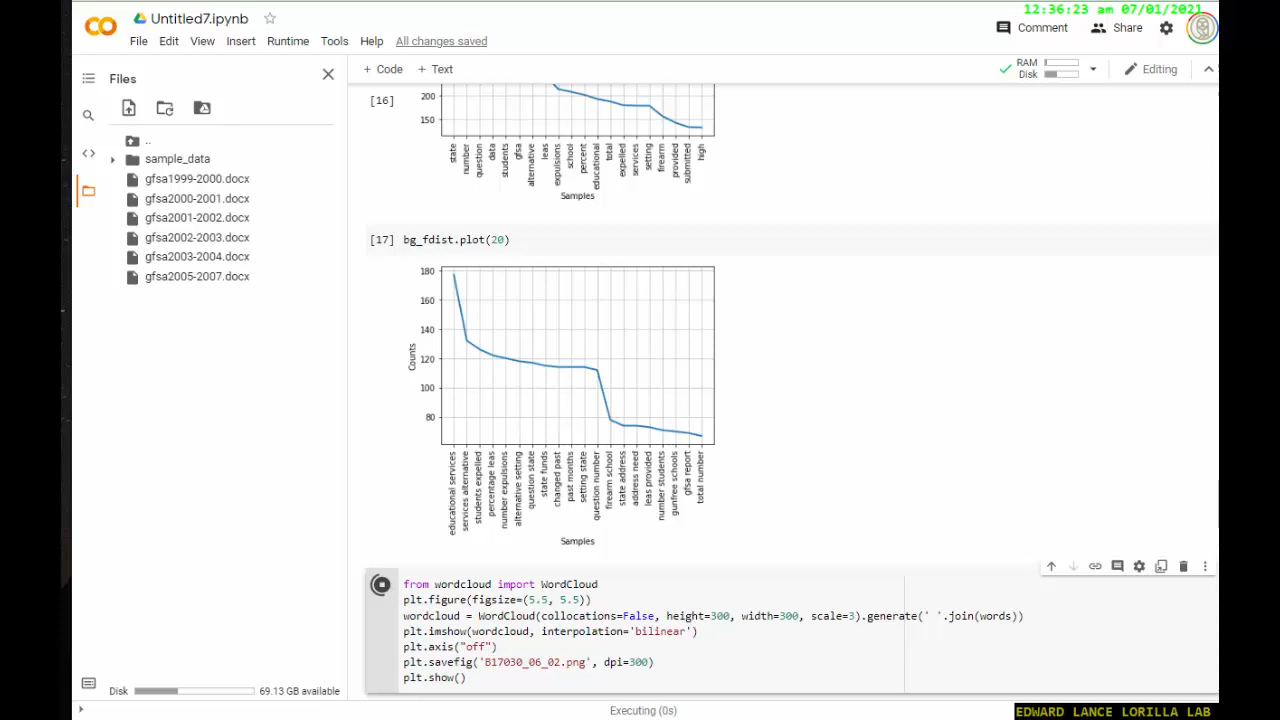 12:36:23 am 07/01/2021
CO
Untitled7.ipynb
File Edit View Insert Runtime Tools Help All changes saved
Comment Share
Files
+ Code + Text
RAM
Disk
Editing
..
sample_data
gfsa1999-2000.docx
gfsa2000-2001.docx
gfsa2001-2002.docx
gfsa2002-2003.docx
gfsa2003-2004.docx
gfsa2005-2007.docx
Disk 69.13 GB available
[16]
200
150
state
number
question
data
students
gfsa
alternative
leas
expulsions
school
percent
educational
total
expelled
services
setting
firearm
provided
submitted
high
Samples
[17] bg_fdist.plot(20)
180
160
140
120
100
80
Counts
educational services
services alternative
students expelled
percentage leas
number expulsions
alternative setting
question state
state funds
changed past
past months
setting state
question number
firearm school
state address
address need
leas provided
number students
gunfree schools
gfsa report
total number
Samples
from wordcloud import WordCloud
plt.figure(figsize=(5.5, 5.5))
wordcloud = WordCloud(collocations=False, height=300, width=300, scale=3).generate(' '.join(words))
plt.imshow(wordcloud, interpolation='bilinear')
plt.axis("off")
plt.savefig('B17030_06_02.png', dpi=300)
plt.show()
Executing (0s)
EDWARD LANCE LORILLA LAB